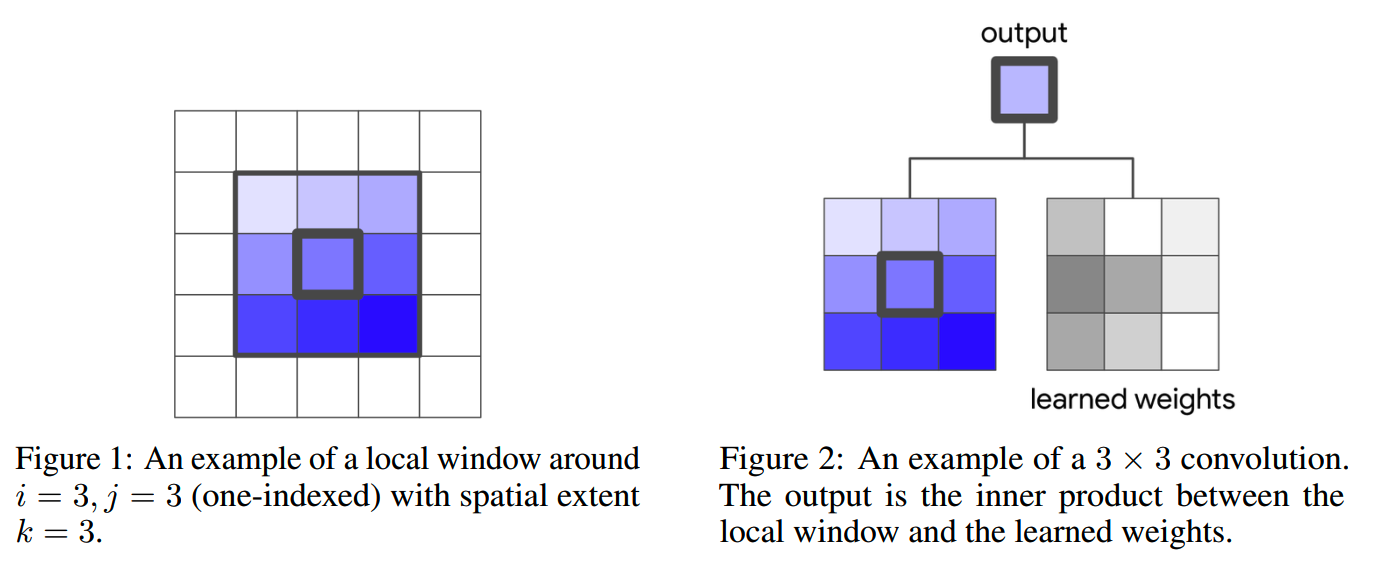 output
learned weights
Figure 1: An example of a local window around
i = 3, j = 3 (one-indexed) with spatial extent
k = 3.
Figure 2: An example of a 3 × 3 convolution.
The output is the inner product between the
local window and the learned weights.